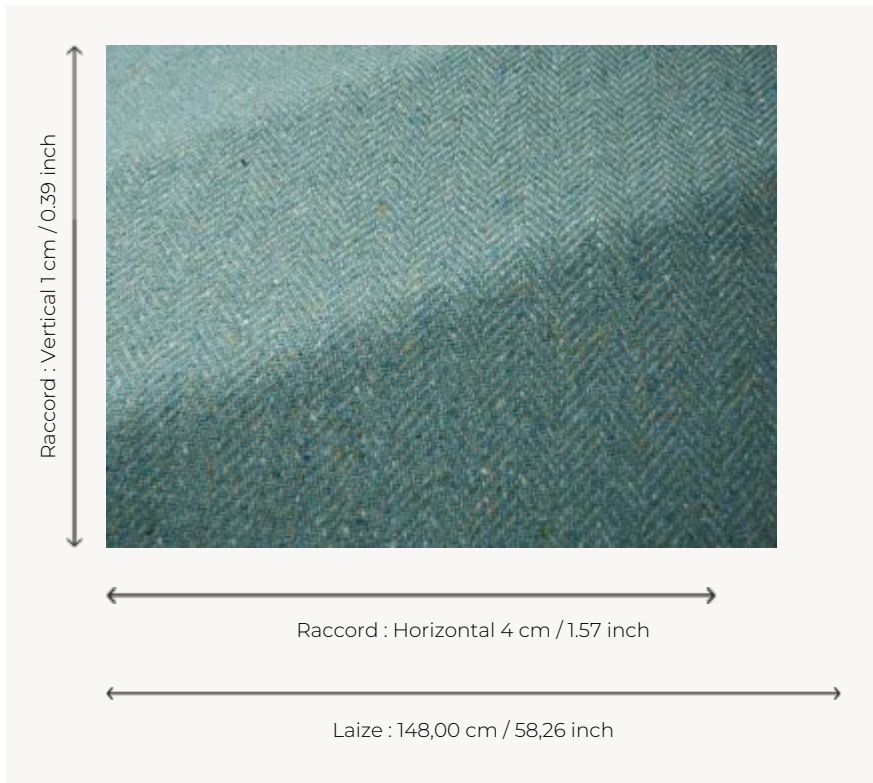 Raccord : Vertical 1 cm / 0.39 inch
Raccord : Horizontal 4 cm / 1.57 inch
Laize : 148,00 cm / 58,26 inch